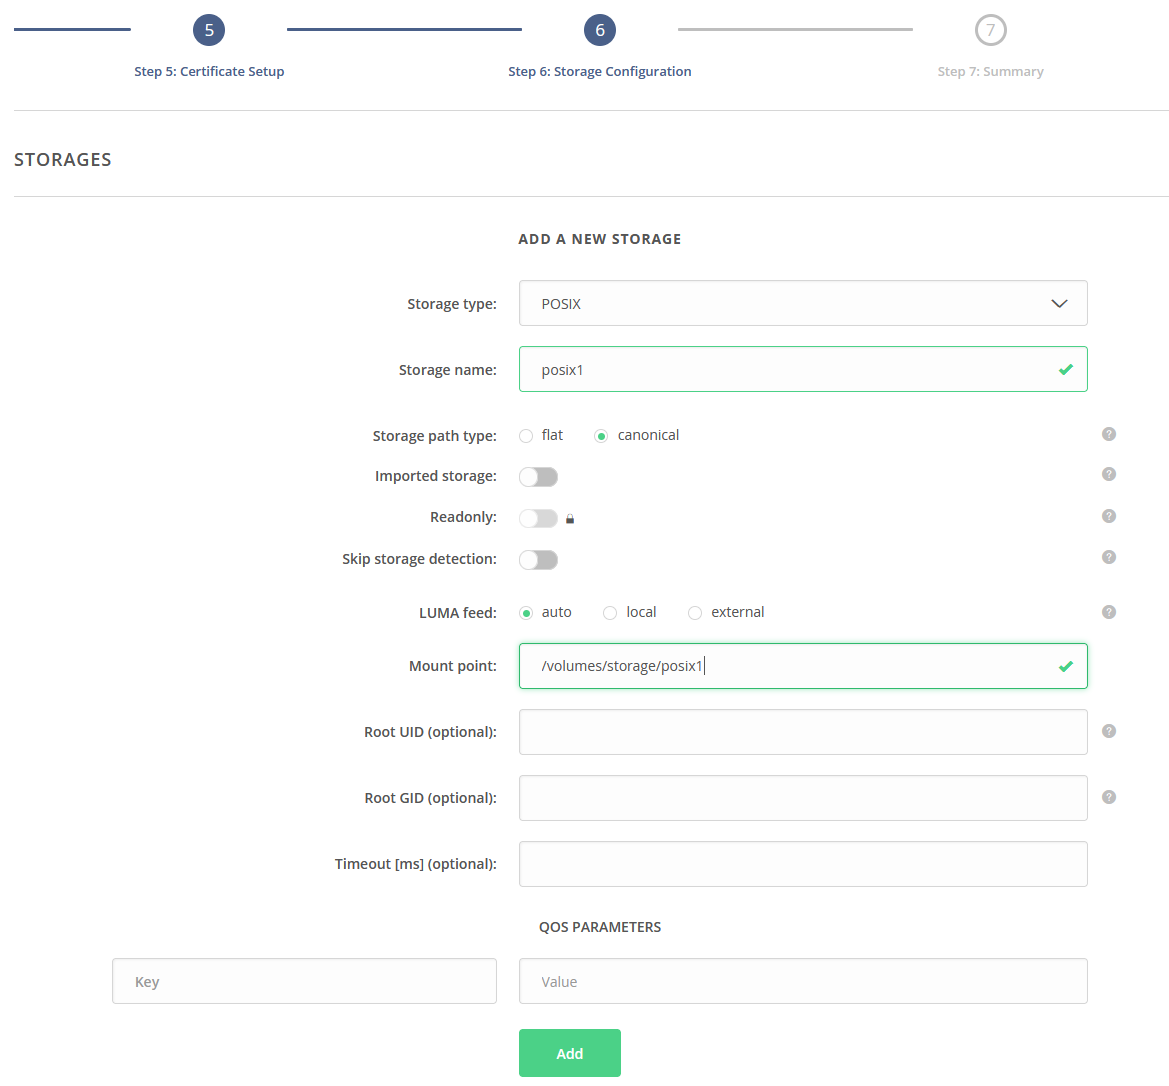 5 6 7
Step 5: Certificate Setup Step 6: Storage Configuration Step 7: Summary
STORAGES
ADD A NEW STORAGE
Storage type: POSIX
Storage name: posix1
Storage path type: flat canonical ?
Imported storage: ?
Readonly: ?
Skip storage detection: ?
LUMA feed: auto local external ?
Mount point: /volumes/storage/posix1
Root UID (optional): ?
Root GID (optional): ?
Timeout [ms] (optional):
QOS PARAMETERS
Key Value
Add